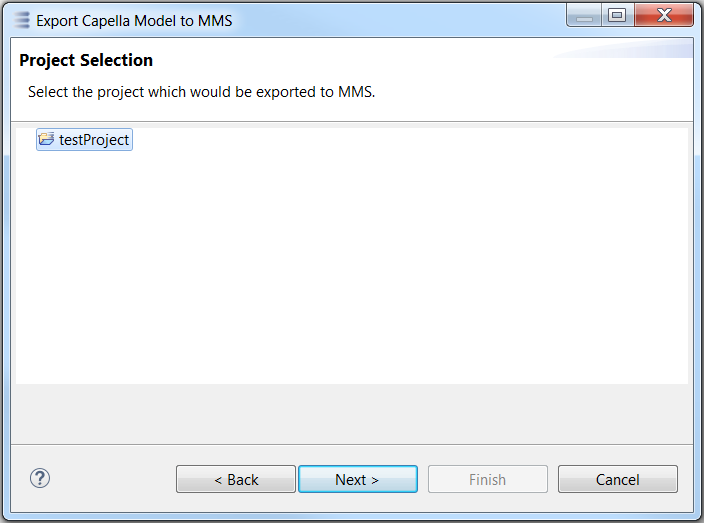 Export Capella Model to MMS
Project Selection
Select the project which would be exported to MMS.
testProject
?
< Back
Next >
Finish
Cancel